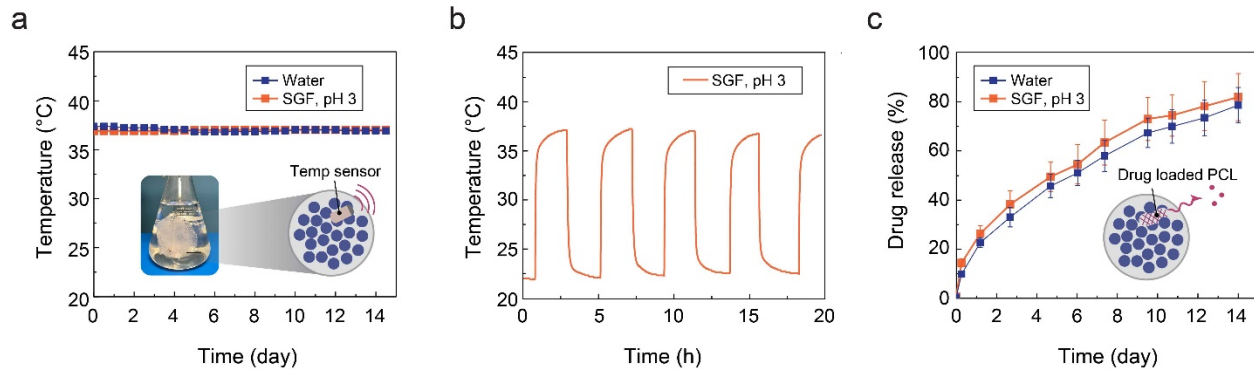 a
45
40
35
30
25
20
Temperature (°C)
Water
SGF, pH 3
Temp sensor
0 2 4 6 8 10 12 14
Time (day)
b
45
40
35
30
25
20
Temperature (°C)
SGF, pH 3
0 5 10 15 20
Time (h)
c
100
80
60
40
20
0
Drug release (%)
Water
SGF, pH 3
Drug loaded PCL
0 2 4 6 8 10 12 14
Time (day)